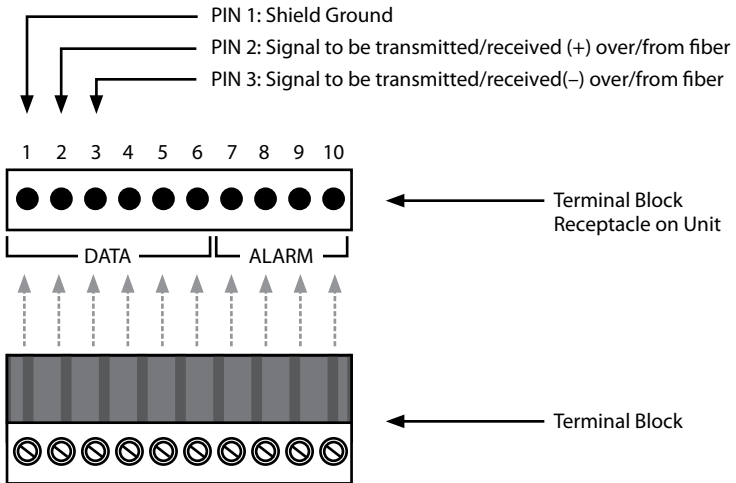 PIN 1: Shield Ground
PIN 2: Signal to be transmitted/received (+) over/from fiber
PIN 3: Signal to be transmitted/received(–) over/from fiber
1 2 3 4 5 6 7 8 9 10
Terminal Block
Receptacle on Unit
DATA ALARM
Terminal Block